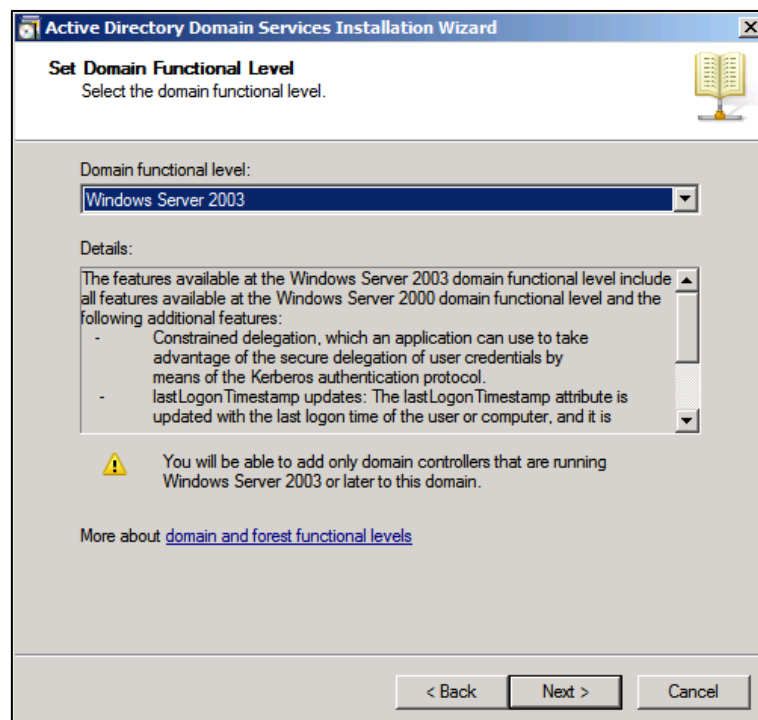 Active Directory Domain Services Installation Wizard
Set Domain Functional Level
Select the domain functional level.
Domain functional level:
Windows Server 2003
Details:
The features available at the Windows Server 2003 domain functional level include
all features available at the Windows Server 2000 domain functional level and the
following additional features:
- Constrained delegation, which an application can use to take
advantage of the secure delegation of user credentials by
means of the Kerberos authentication protocol.
- lastLogonTimestamp updates: The lastLogonTimestamp attribute is
updated with the last logon time of the user or computer, and it is
You will be able to add only domain controllers that are running
Windows Server 2003 or later to this domain.
More about domain and forest functional levels
< Back Next > Cancel